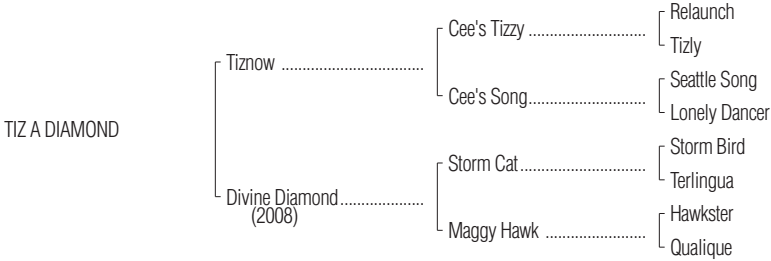 Relaunch
Cee's Tizzy ..............................
Tizly
Tiznow ....................................
Seattle Song
Cee's Song..............................
Lonely Dancer
TIZ A DIAMOND
Storm Bird
Storm Cat................................
Terlingua
Divine Diamond.....................
(2008)
Hawkster
Maggy Hawk .........................
Qualique